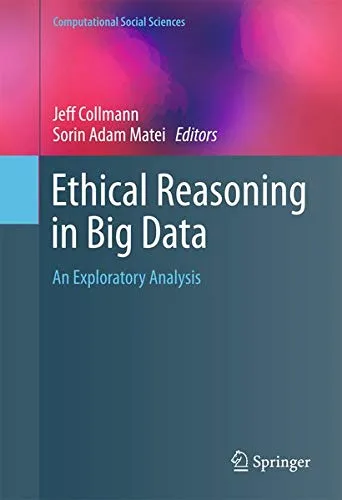 Computational Social Sciences
Jeff Collmann
Sorin Adam Matei Editors
Ethical Reasoning
in Big Data
An Exploratory Analysis
Springer